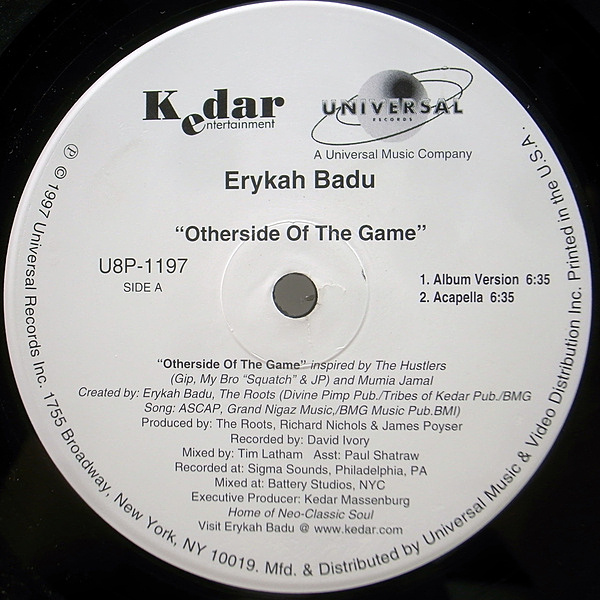 Kedar
entertainment
UNIVERSAL
RECORDS
A Universal Music Company
Erykah Badu
“Otherside Of The Game”
U8P-1197
SIDE A
1. Album Version 6:35
2. Acapella 6:35
“Otherside Of The Game” inspired by The Hustlers
(Gip, My Bro “Squatch” & JP) and Mumia Jamal
Created by: Erykah Badu, The Roots (Divine Pimp Pub./Tribes of Kedar Pub./BMG
Song: ASCAP, Grand Nigaz Music,/BMG Music Pub.BMI)
Produced by: The Roots, Richard Nichols & James Poyser
Recorded by: David Ivory
Mixed by: Tim Latham Asst: Paul Shatraw
Recorded at: Sigma Sounds, Philadelphia, PA
Mixed at: Battery Studios, NYC
Executive Producer: Kedar Massenburg
Home of Neo-Classic Soul
Visit Erykah Badu @ www.kedar.com
℗ © 1997 Universal Records Inc. 1755 Broadway, New York, NY 10019. Mfd. & Distributed by Universal Music & Video Distribution Inc. Printed in the U.S.A.